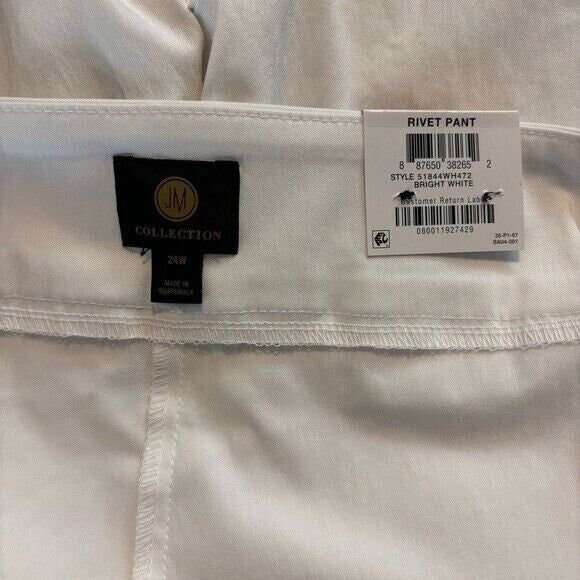 JM
COLLECTION
24W
MADE IN
GUATEMALA
RIVET PANT
8 87650 38265 2
STYLE 51844WH472
BRIGHT WHITE
Customer Return Label
080011927429
35-P1-67
BA04-001